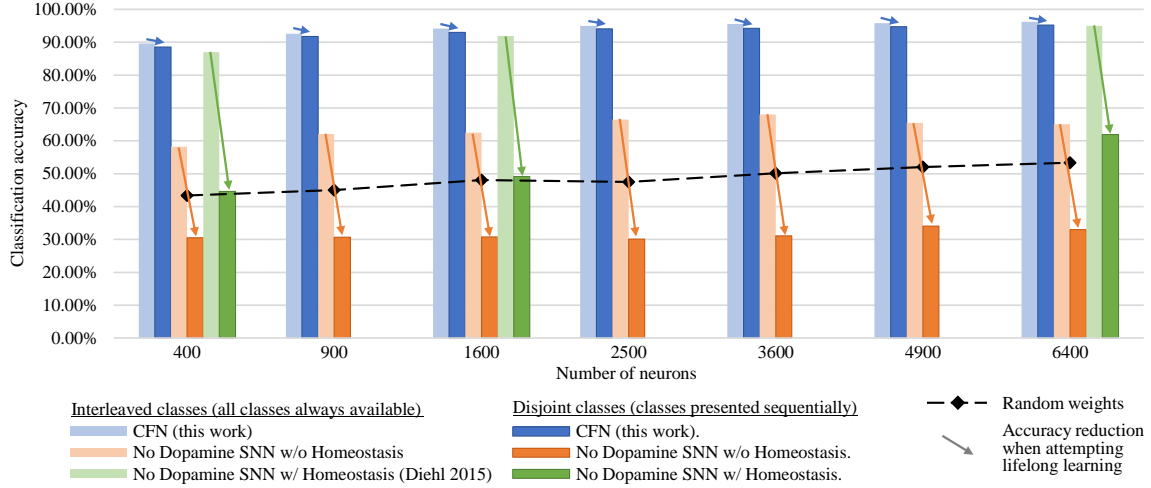 100.00%
90.00%
80.00%
70.00%
60.00%
50.00%
40.00%
30.00%
20.00%
10.00%
0.00%
Classification accuracy
400 900 1600 2500 3600 4900 6400
Number of neurons
Interleaved classes (all classes always available)
CFN (this work)
No Dopamine SNN w/o Homeostasis
No Dopamine SNN w/ Homeostasis (Diehl 2015)
Disjoint classes (classes presented sequentially)
CFN (this work).
No Dopamine SNN w/o Homeostasis.
No Dopamine SNN w/ Homeostasis.
Random weights
Accuracy reduction
when attempting
lifelong learning